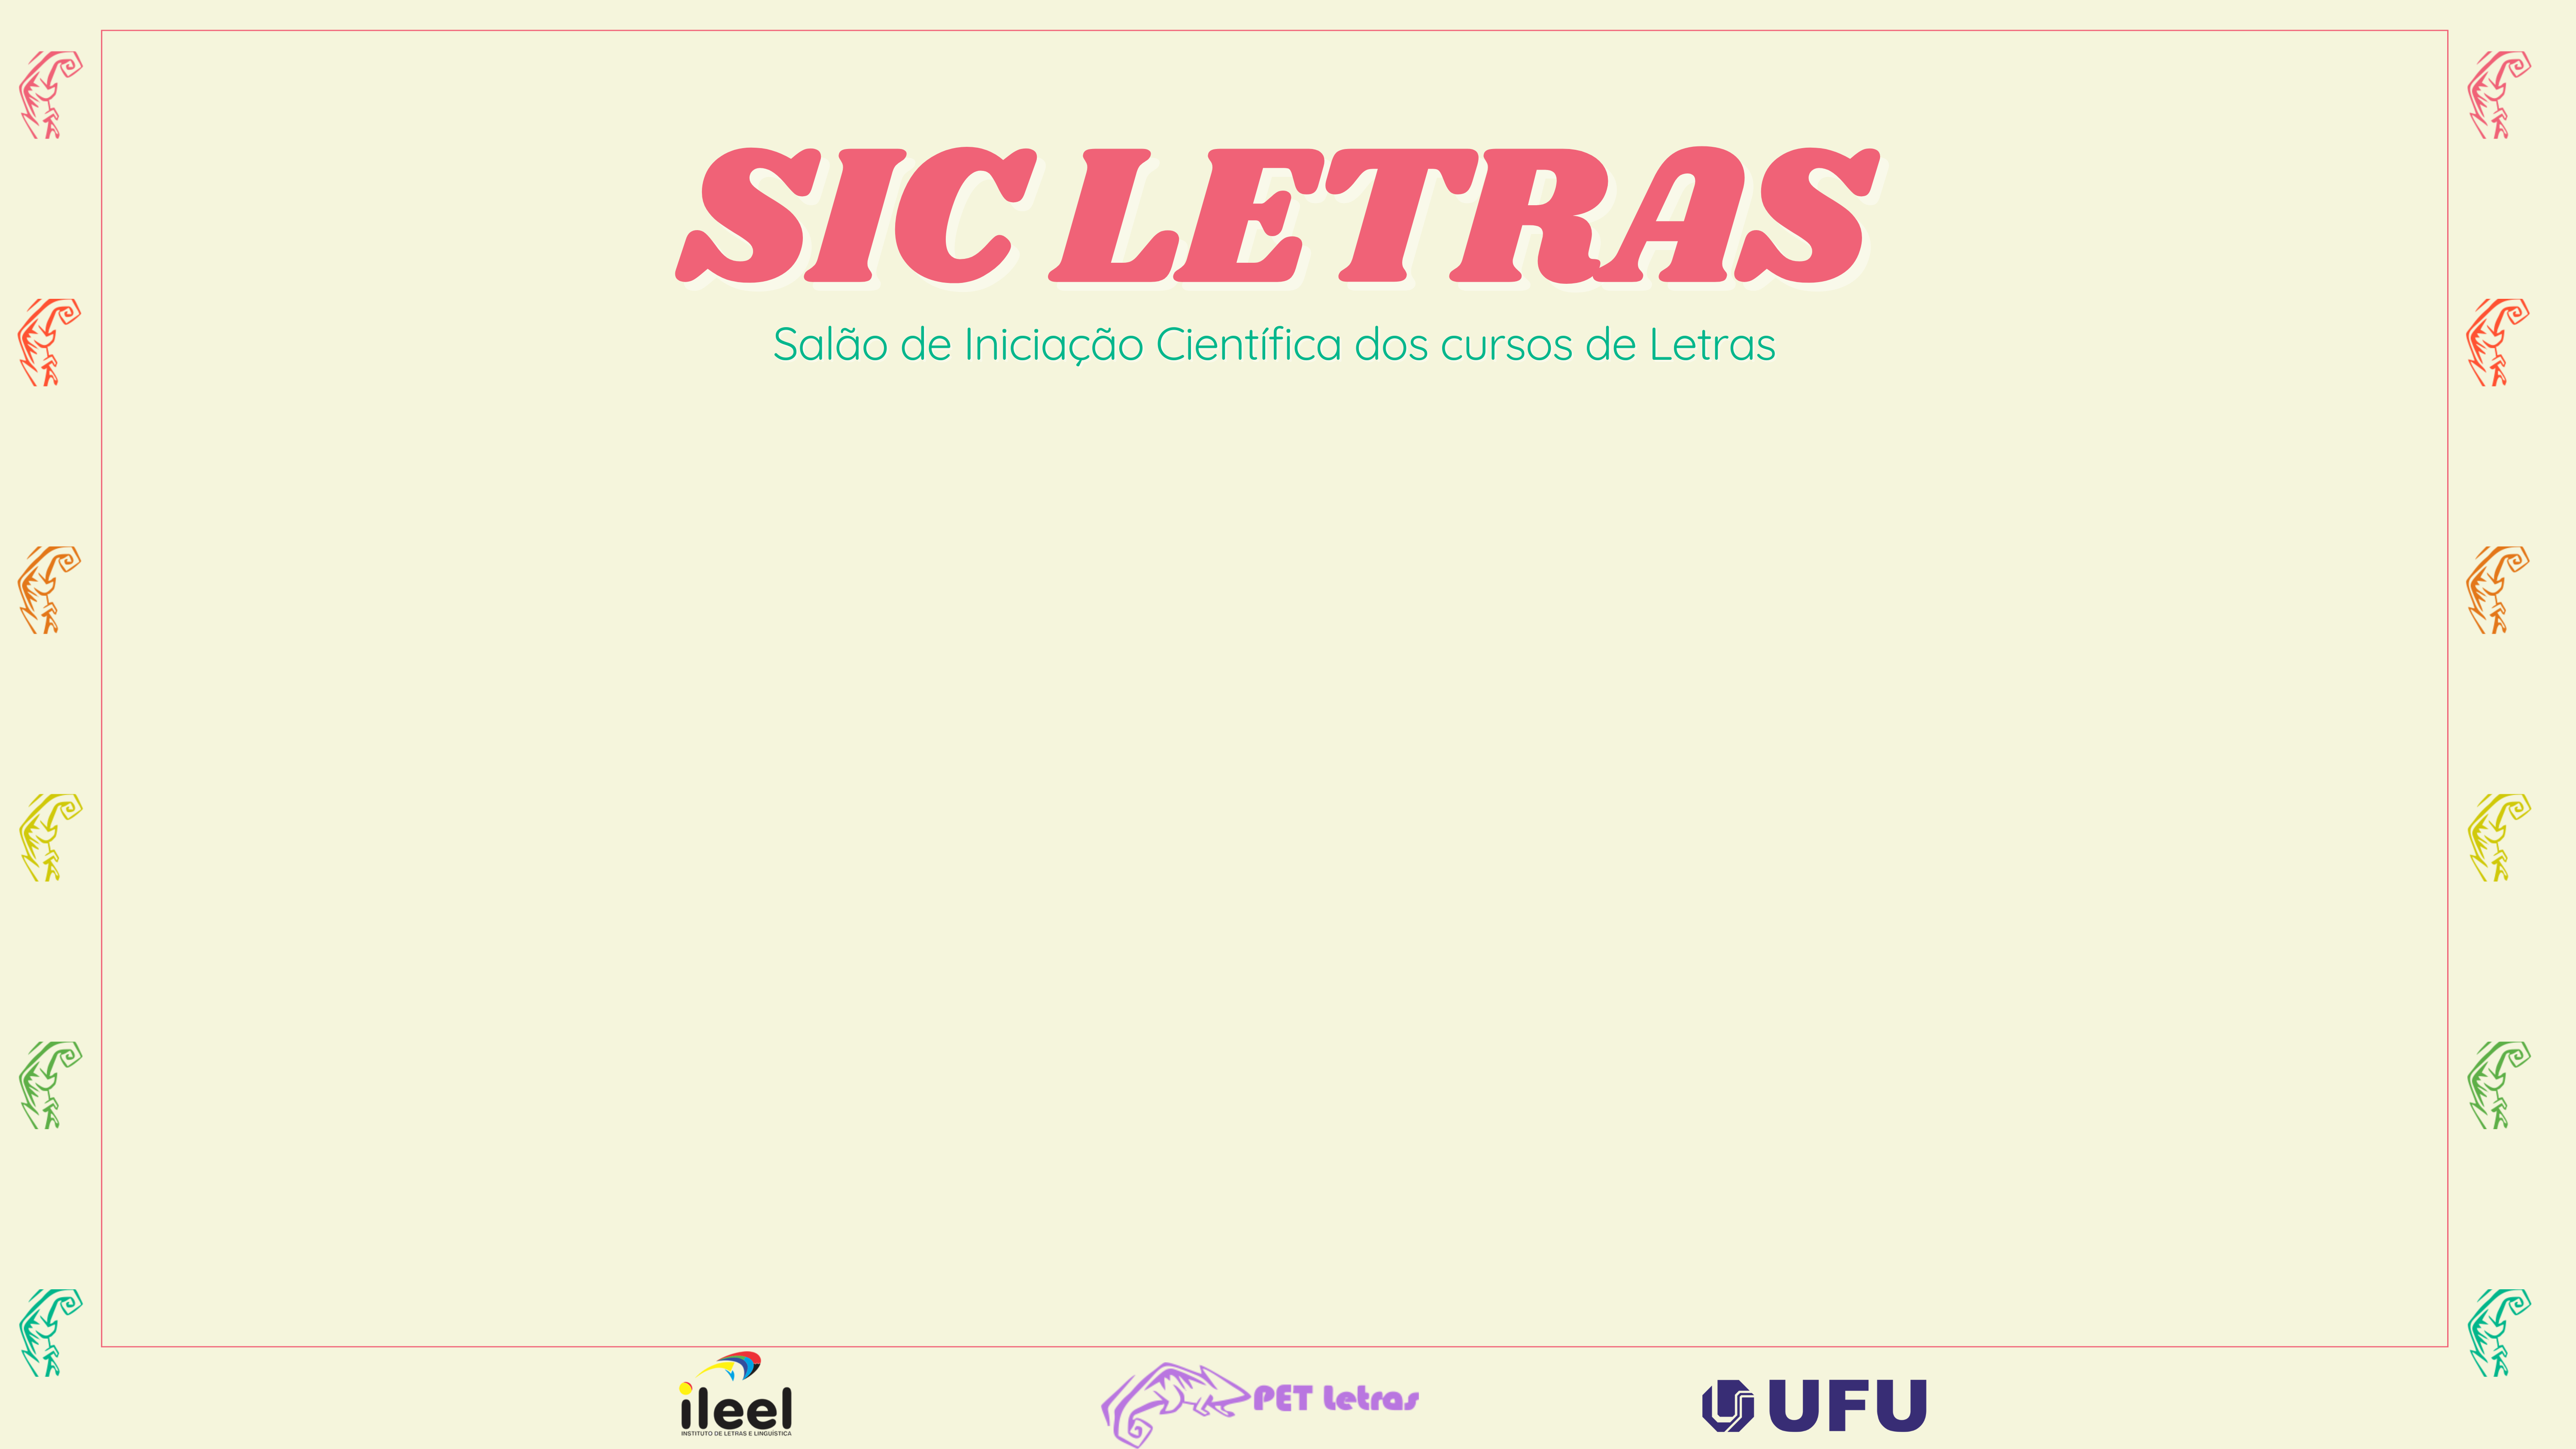 SIC LETRAS
Salão de Iniciação Científica dos cursos de Letras
ileel
INSTITUTO DE LETRAS E LINGUÍSTICA
PET Letras
UFU